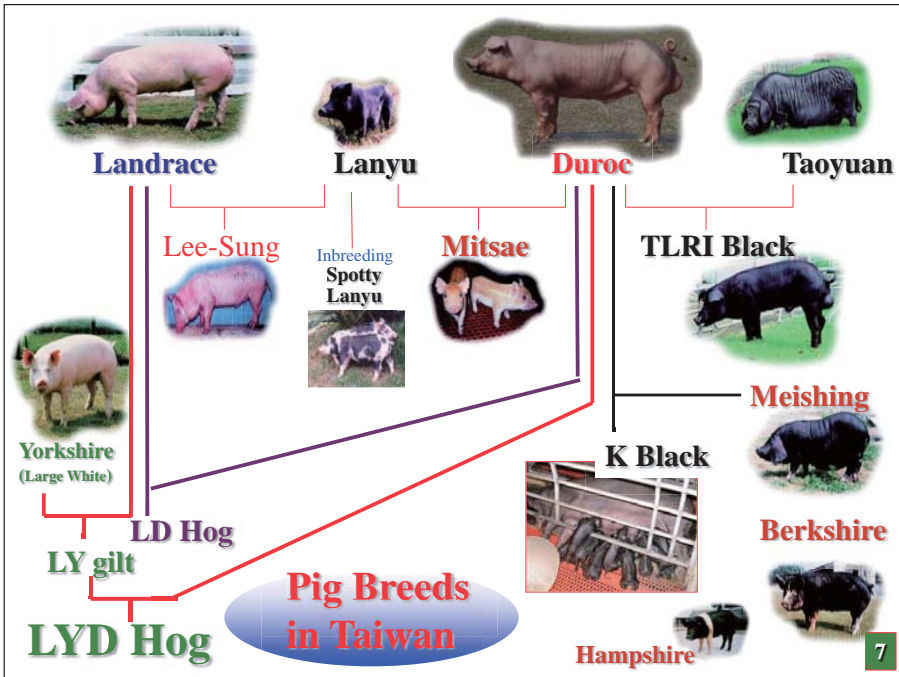 Landrace
Lanyu
Duroc
Taoyuan
Lee-Sung
Inbreeding
Spotty
Lanyu
Mitsae
TLRI Black
Yorkshire
(Large White)
Meishing
K Black
LD Hog
LY gilt
Berkshire
LYD Hog
Pig Breeds
in Taiwan
Hampshire
7